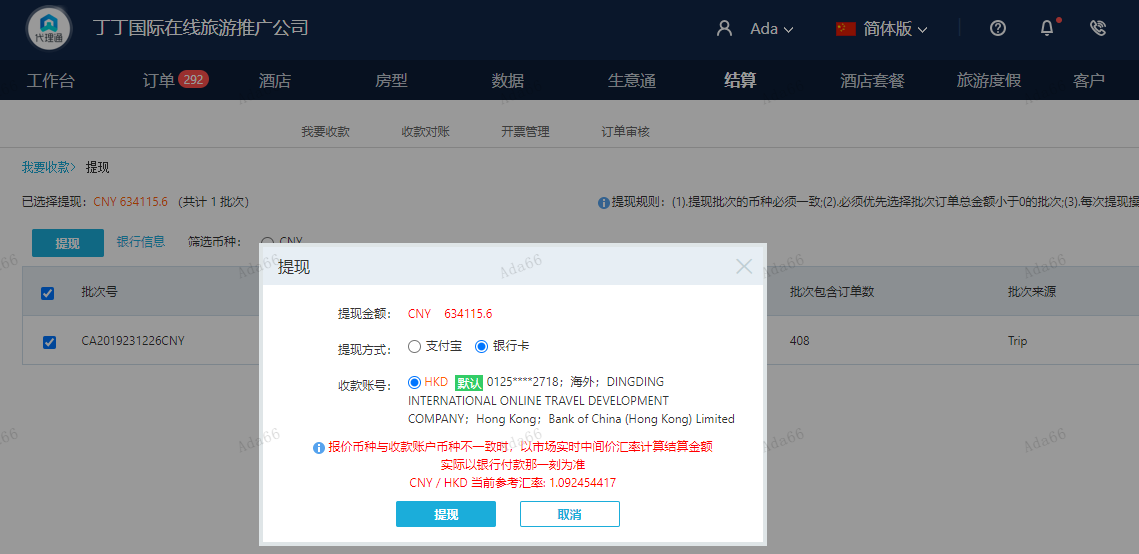 代理通
丁丁国际在线旅游推广公司
Ada
简体版
工作台 订单 292 酒店 房型 数据 生意通 结算 酒店套餐 旅游度假 客户
我要收款 收款对账 开票管理 订单审核
我要收款> 提现
已选择提现: CNY 634115.6 (共计 1 批次)
提现规则: (1).提现批次的币种必须一致;(2).必须优先选择批次订单总金额小于0的批次;(3).每次提现
提现 银行信息 筛选币种: CNY
批次号 批次包含订单数 批次来源
CA2019231226CNY 408 Trip
提现
提现金额: CNY 634115.6
提现方式: 支付宝 银行卡
收款账号: HKD 默认 0125****2718; 海外; DINGDING
INTERNATIONAL ONLINE TRAVEL DEVELOPMENT
COMPANY; Hong Kong; Bank of China (Hong Kong) Limited
报价币种与收款账户币种不一致时，以市场实时中间价汇率计算结算金额
实际以银行付款那一刻为准
CNY / HKD 当前参考汇率: 1.092454417
提现 取消
Ada66
Ada66
Ada66
Ada66
Ada66
Ada66
Ada66